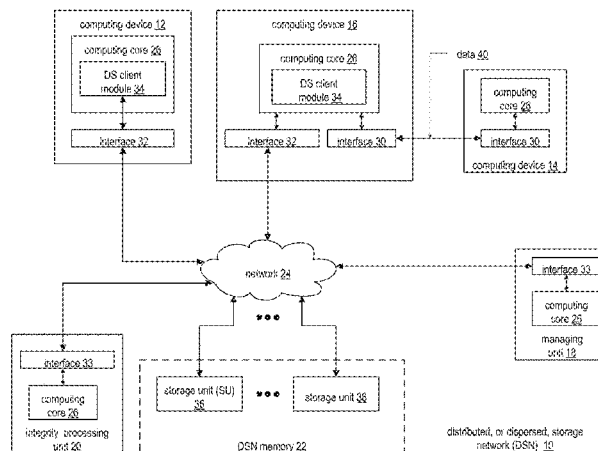 computing device 12
computing core 26
DS client
module 34
interface 32
computing device 16
computing core 26
DS client
module 34
interface 32
interface 30
data 40
computing
core 26
interface 30
computing device 14
network 24
interface 33
computing
core 26
managing
unit 18
interface 33
computing
core 26
integrity processing
unit 20
storage unit (SU)
36
storage unit 36
DSN memory 22
distributed, or dispersed, storage
network (DSN) 10